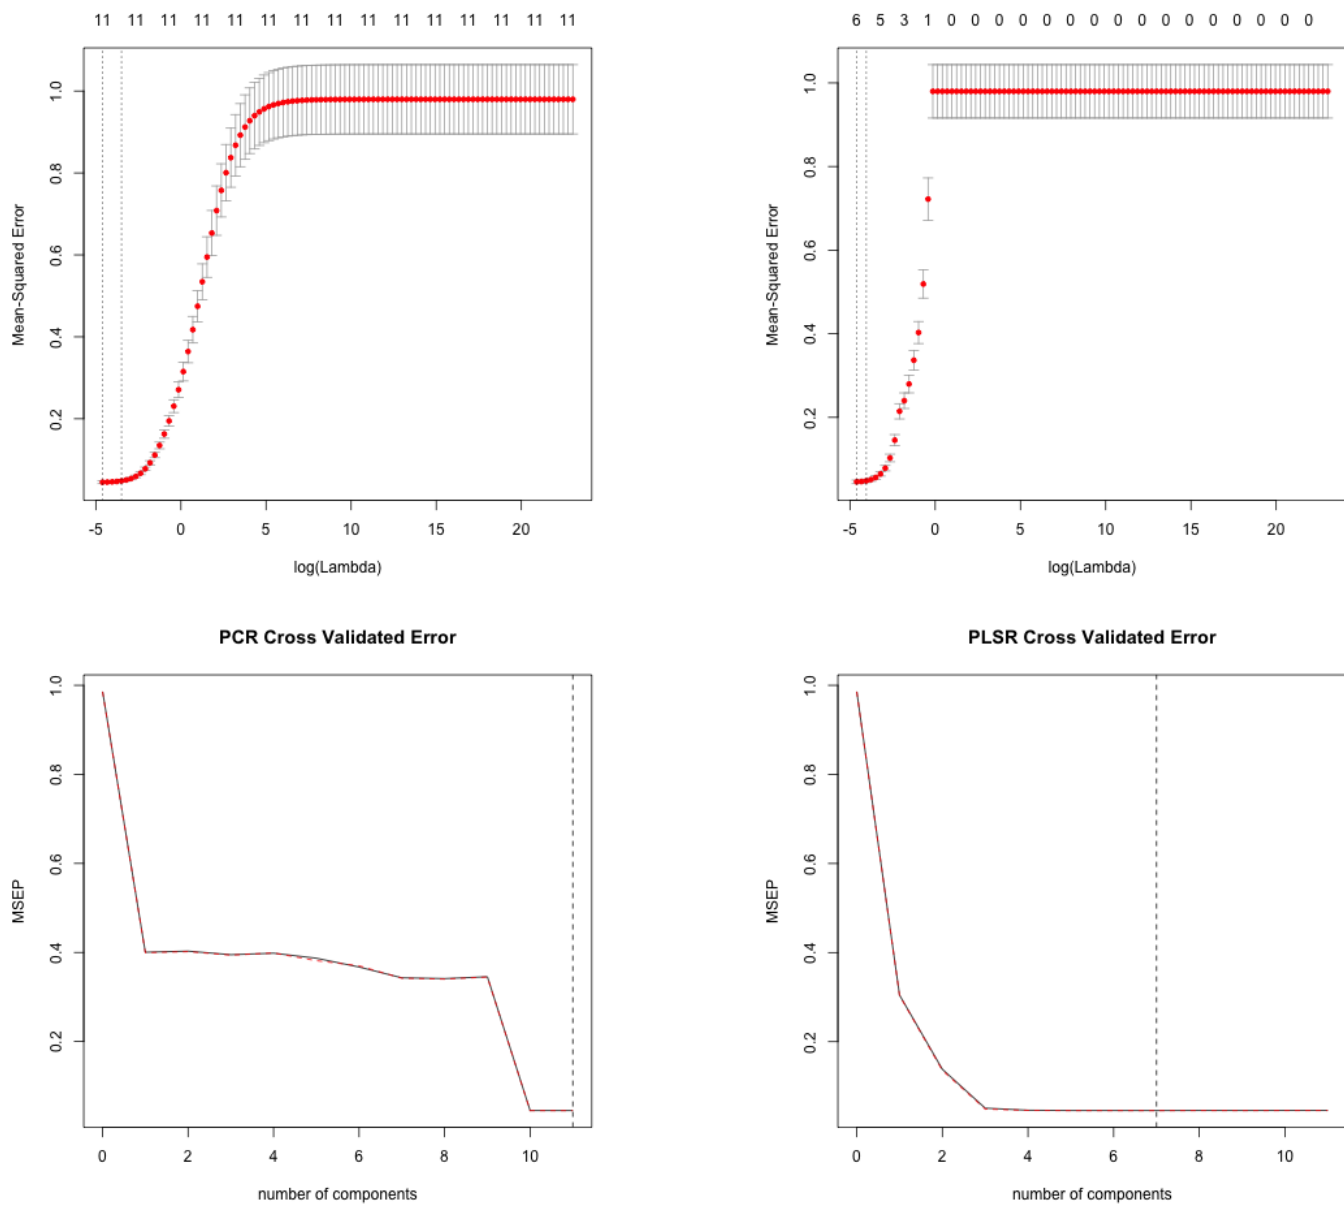 11 11 11 11 11 11 11 11 11 11 11 11 11 11 11
1.0
0.8
0.6
0.4
0.2
Mean-Squared Error
-5 0 5 10 15 20
log(Lambda)
6 5 3 1 0 0 0 0 0 0 0 0 0 0 0 0 0 0 0
1.0
0.8
0.6
0.4
0.2
Mean-Squared Error
-5 0 5 10 15 20
log(Lambda)
PCR Cross Validated Error
1.0
0.8
0.6
0.4
0.2
MSEP
0 2 4 6 8 10
number of components
PLSR Cross Validated Error
1.0
0.8
0.6
0.4
0.2
MSEP
0 2 4 6 8 10
number of components